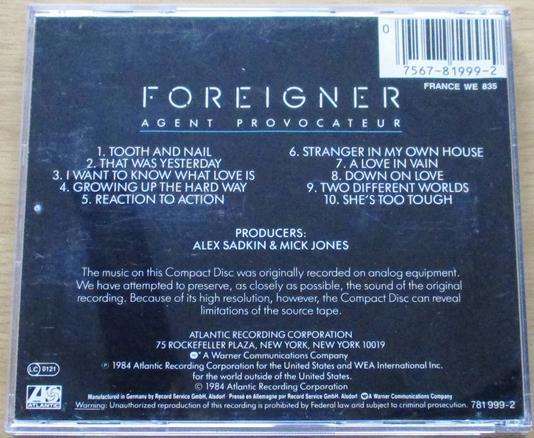 0
7567-81999-2
FRANCE WE 835
FOREIGNER
AGENT PROVOCATEUR
1. TOOTH AND NAIL
2. THAT WAS YESTERDAY
3. I WANT TO KNOW WHAT LOVE IS
4. GROWING UP THE HARD WAY
5. REACTION TO ACTION
6. STRANGER IN MY OWN HOUSE
7. A LOVE IN VAIN
8. DOWN ON LOVE
9. TWO DIFFERENT WORLDS
10. SHE'S TOO TOUGH
PRODUCERS:
ALEX SADKIN & MICK JONES
The music on this Compact Disc was originally recorded on analog equipment.
We have attempted to preserve, as closely as possible, the sound of the original
recording. Because of its high resolution, however, the Compact Disc can reveal
limitations of the source tape.
ATLANTIC RECORDING CORPORATION
75 ROCKEFELLER PLAZA, NEW YORK, NEW YORK 10019
A Warner Communications Company
℗ 1984 Atlantic Recording Corporation for the United States and WEA International Inc.
for the world outside of the United States.
© 1984 Atlantic Recording Corporation
LC 0121
ATLANTIC
Manufactured in Germany by Record Service GmbH, Alsdorf · Pressé en Allemagne par Record Service GmbH, Alsdorf A Warner Communications Company
Warning: Unauthorized reproduction of this recording is prohibited by Federal law and subject to criminal prosecution. 781 999-2